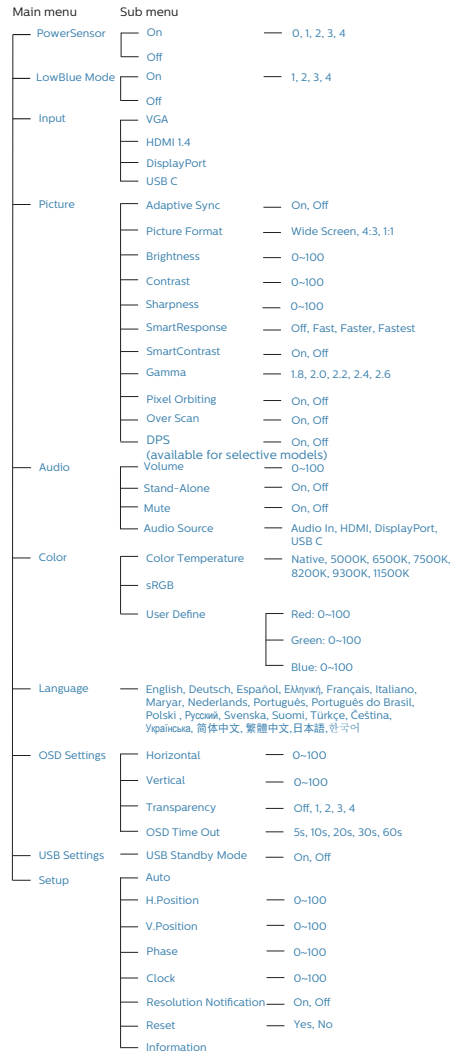 Main menu Sub menu
PowerSensor On 0, 1, 2, 3, 4
Off
LowBlue Mode On 1, 2, 3, 4
Off
Input VGA
HDMI 1.4
DisplayPort
USB C
Picture Adaptive Sync On, Off
Picture Format Wide Screen, 4:3, 1:1
Brightness 0~100
Contrast 0~100
Sharpness 0~100
SmartResponse Off, Fast, Faster, Fastest
SmartContrast On, Off
Gamma 1.8, 2.0, 2.2, 2.4, 2.6
Pixel Orbiting On, Off
Over Scan On, Off
DPS On, Off
(available for selective models)
Audio Volume 0~100
Stand-Alone On, Off
Mute On, Off
Audio Source Audio In, HDMI, DisplayPort,
USB C
Color Color Temperature Native, 5000K, 6500K, 7500K,
8200K, 9300K, 11500K
sRGB
User Define Red: 0~100
Green: 0~100
Blue: 0~100
Language English, Deutsch, Español, Ελληνική, Français, Italiano,
Maryar, Nederlands, Português, Português do Brasil,
Polski , Русский, Svenska, Suomi, Türkçe, Čeština,
Українська, 简体中文, 繁體中文,日本語,한국어
OSD Settings Horizontal 0~100
Vertical 0~100
Transparency Off, 1, 2, 3, 4
OSD Time Out 5s, 10s, 20s, 30s, 60s
USB Settings USB Standby Mode On, Off
Setup Auto
H.Position 0~100
V.Position 0~100
Phase 0~100
Clock 0~100
Resolution Notification On, Off
Reset Yes, No
Information